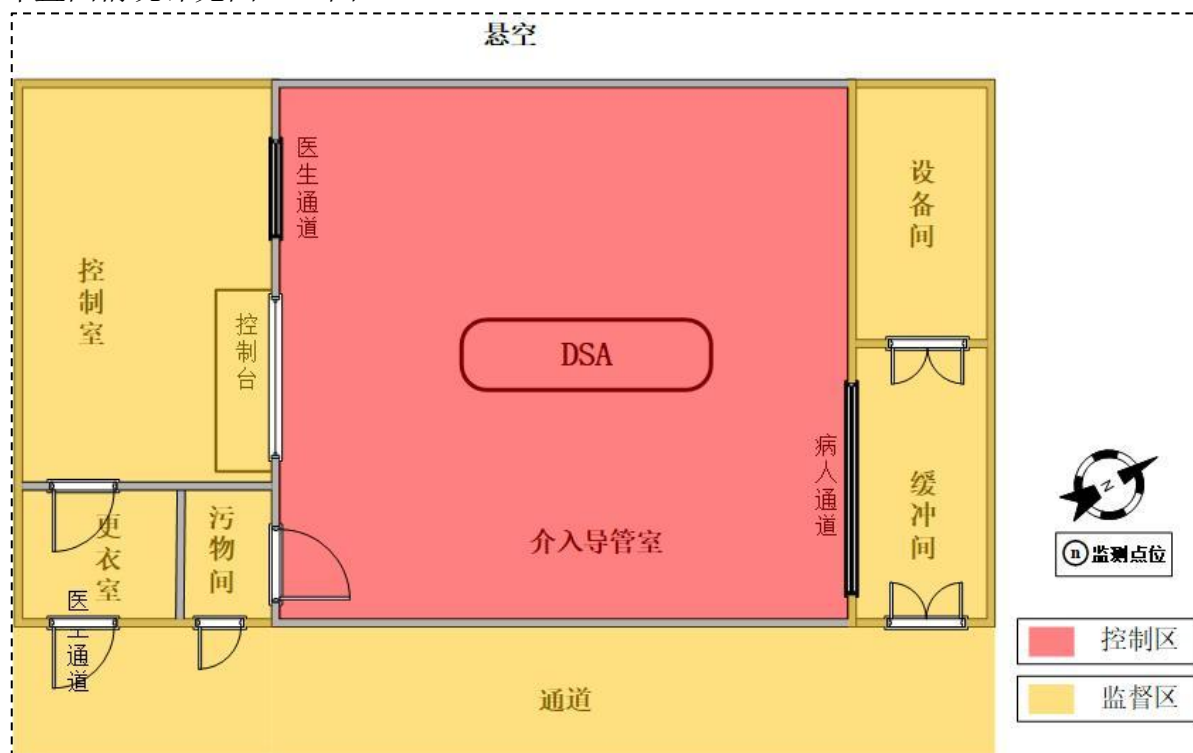 悬空
医生通道
设备间
控制室
控制台
DSA
病人通道
缓冲间
N
n 监测点位
介入导管室
更衣室
污物间
医生通道
控制区
监督区
通道